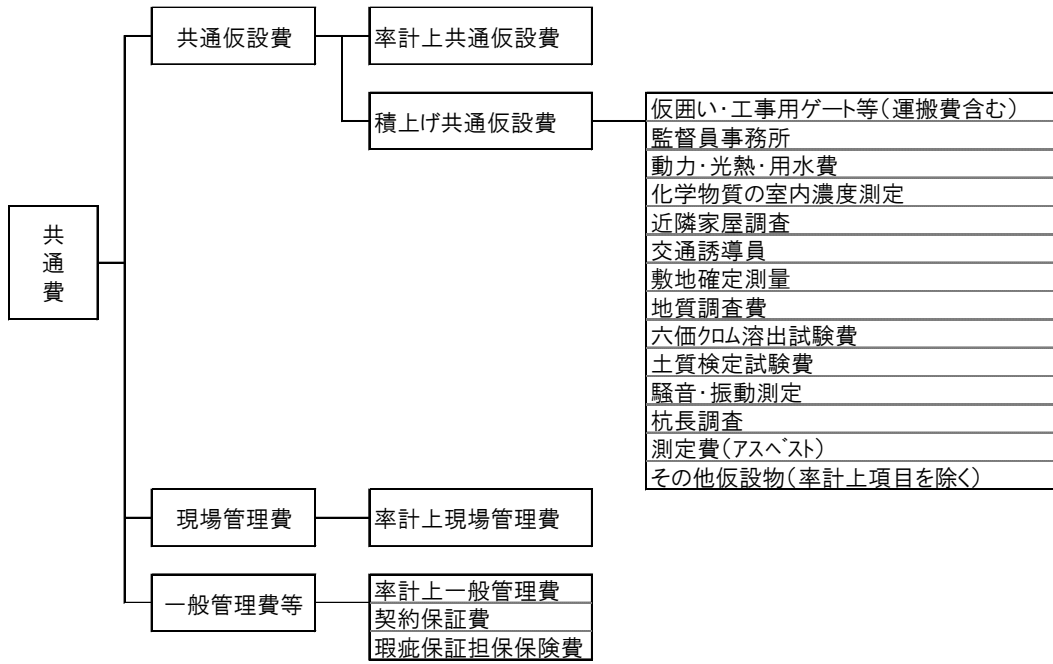 共通費
共通仮設費
率計上共通仮設費
積上げ共通仮設費
仮囲い・工事用ゲート等（運搬費含む）
監督員事務所
動力・光熱・用水費
化学物質の室内濃度測定
近隣家屋調査
交通誘導員
敷地確定測量
地質調査費
六価ｸﾛﾑ溶出試験費
土質検定試験費
騒音・振動測定
杭長調査
測定費（ｱｽﾍﾞｽﾄ）
その他仮設物（率計上項目を除く）
現場管理費
率計上現場管理費
一般管理費等
率計上一般管理費
契約保証費
瑕疵保証担保保険費